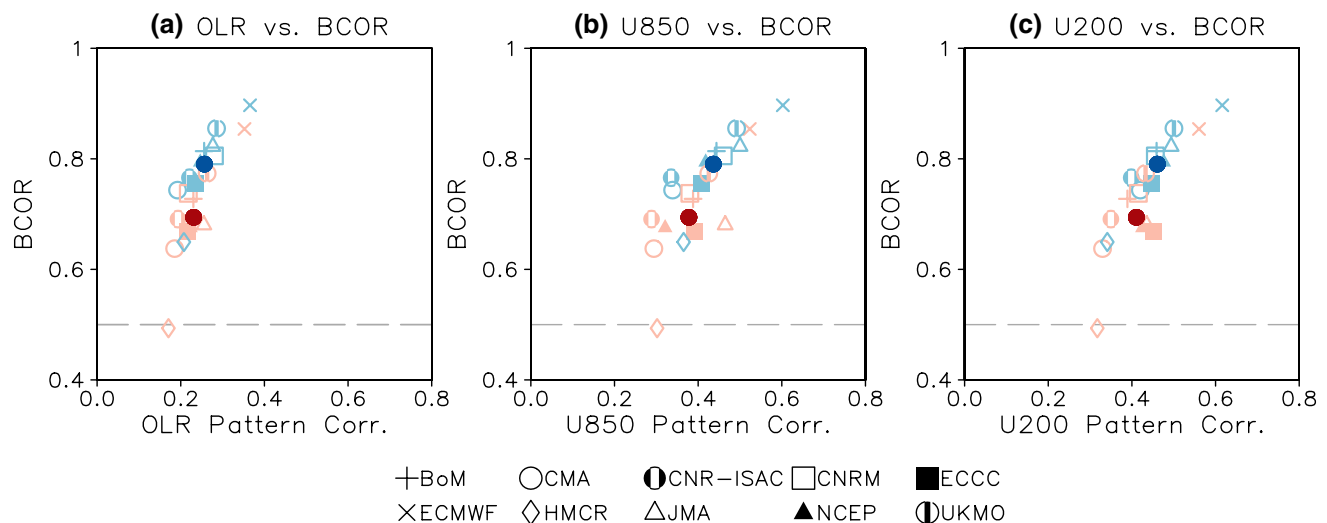 (a) OLR vs. BCOR
(b) U850 vs. BCOR
(c) U200 vs. BCOR
BCOR
1
0.8
0.6
0.4
0.0 0.2 0.4 0.6 0.8
OLR Pattern Corr.
BCOR
1
0.8
0.6
0.4
0.0 0.2 0.4 0.6 0.8
U850 Pattern Corr.
BCOR
1
0.8
0.6
0.4
0.0 0.2 0.4 0.6 0.8
U200 Pattern Corr.
BoM CMA CNR-ISAC CNRM ECCC
ECMWF HMCR JMA NCEP UKMO